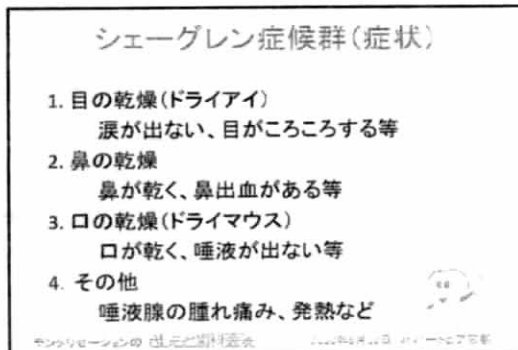 シェーグレン症候群(症状)
1. 目の乾燥(ドライアイ)
涙が出ない、目がころころする等
2. 鼻の乾燥
鼻が乾く、鼻出血がある等
3. 口の乾燥(ドライマウス)
口が乾く、唾液が出ない等
4. その他
唾液腺の腫れ痛み、発熱など